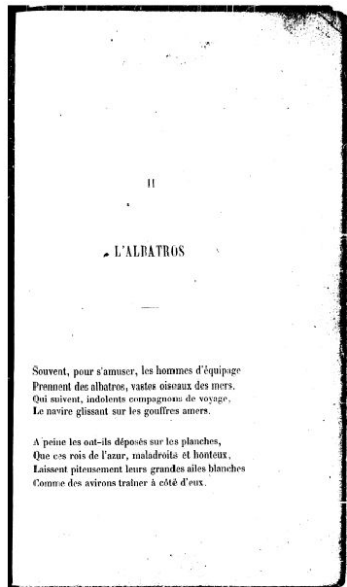 II
L'ALBATROS
Souvent, pour s'amuser, les hommes d'équipage
Prennent des albatros, vastes oiseaux des mers,
Qui suivent, indolents compagnons de voyage,
Le navire glissant sur les gouffres amers.
A peine les ont-ils déposés sur les planches,
Que ces rois de l'azur, maladroits et honteux,
Laissent piteusement leurs grandes ailes blanches
Comme des avirons traîner à côté d'eux.